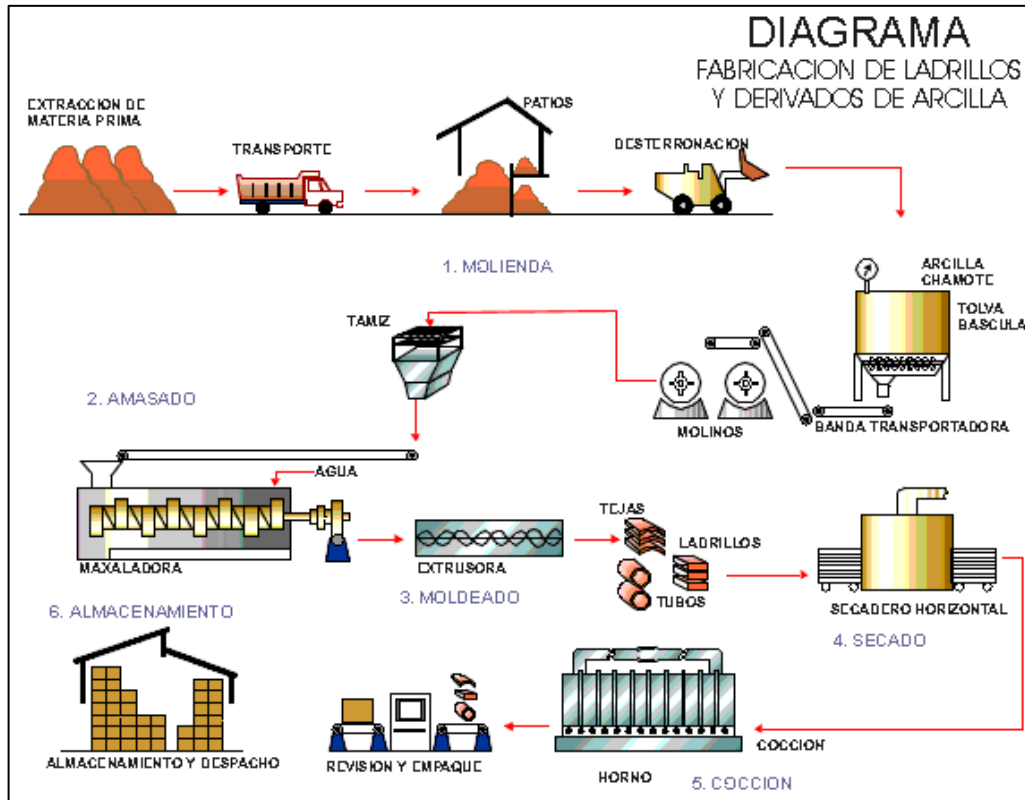 DIAGRAMA
FABRICACION DE LADRILLOS
Y DERIVADOS DE ARCILLA
EXTRACCION DE
MATERIA PRIMA
TRANSPORTE
PATIOS
DESTERRONACION
1. MOLIENDA
ARCILLA
CHAMOTE
TOLVA
BASCULA
TAMIZ
MOLINOS
BANDA TRANSPORTADORA
2. AMASADO
AGUA
MAXALADORA
EXTRUSORA
3. MOLDEADO
TEJAS
LADRILLOS
TUBOS
SECADERO HORIZONTAL
4. SECADO
6. ALMACENAMIENTO
ALMACENAMIENTO Y DESPACHO
REVISION Y EMPAQUE
HORNO
COCCION
5. COCCION